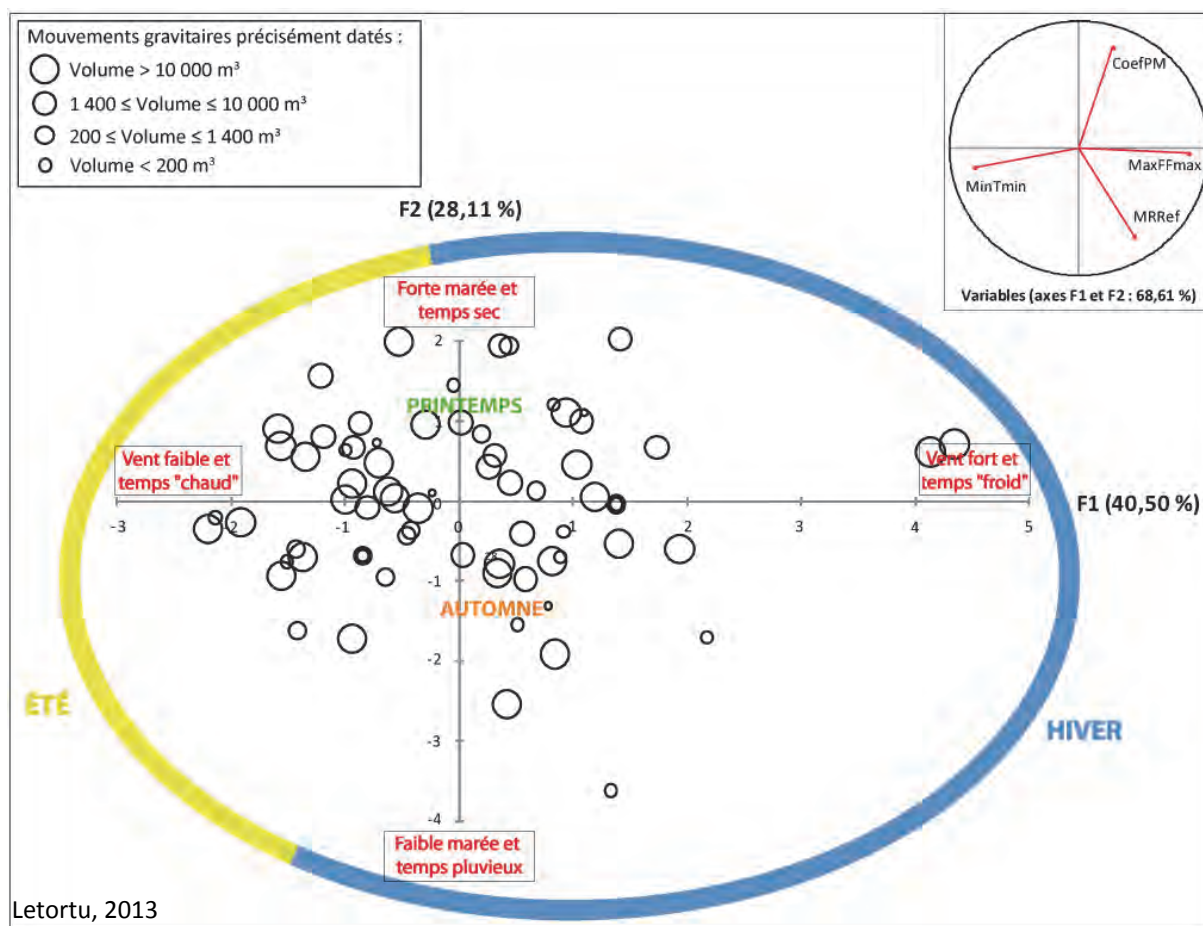 Mouvements gravitaires précisément datés :
Volume > 10 000 m³
1 400 ≤ Volume ≤ 10 000 m³
200 ≤ Volume ≤ 1 400 m³
Volume < 200 m³
CoefPM
MaxFFmax
MinTmin
MRRef
Variables (axes F1 et F2 : 68,61 %)
F2 (28,11 %)
Forte marée et
temps sec
2
PRINTEMPS
1
Vent faible et
temps "chaud"
Vent fort et
temps "froid"
F1 (40,50 %)
0
-3
-2
-1
0
1
2
3
4
5
-1
AUTOMNE
-2
ÉTÉ
HIVER
-3
-4
Faible marée et
temps pluvieux
Letortu, 2013